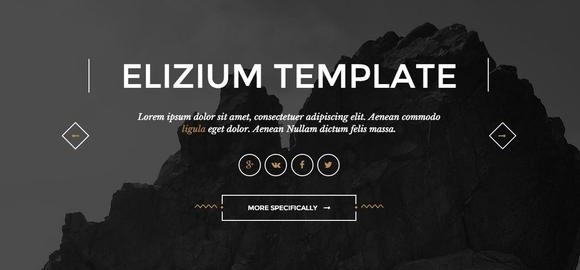 ELIZIUM TEMPLATE
Lorem ipsum dolor sit amet, consectetuer adipiscing elit. Aenean commodo
ligula eget dolor. Aenean Nullam dictum felis massa.
MORE SPECIFICALLY